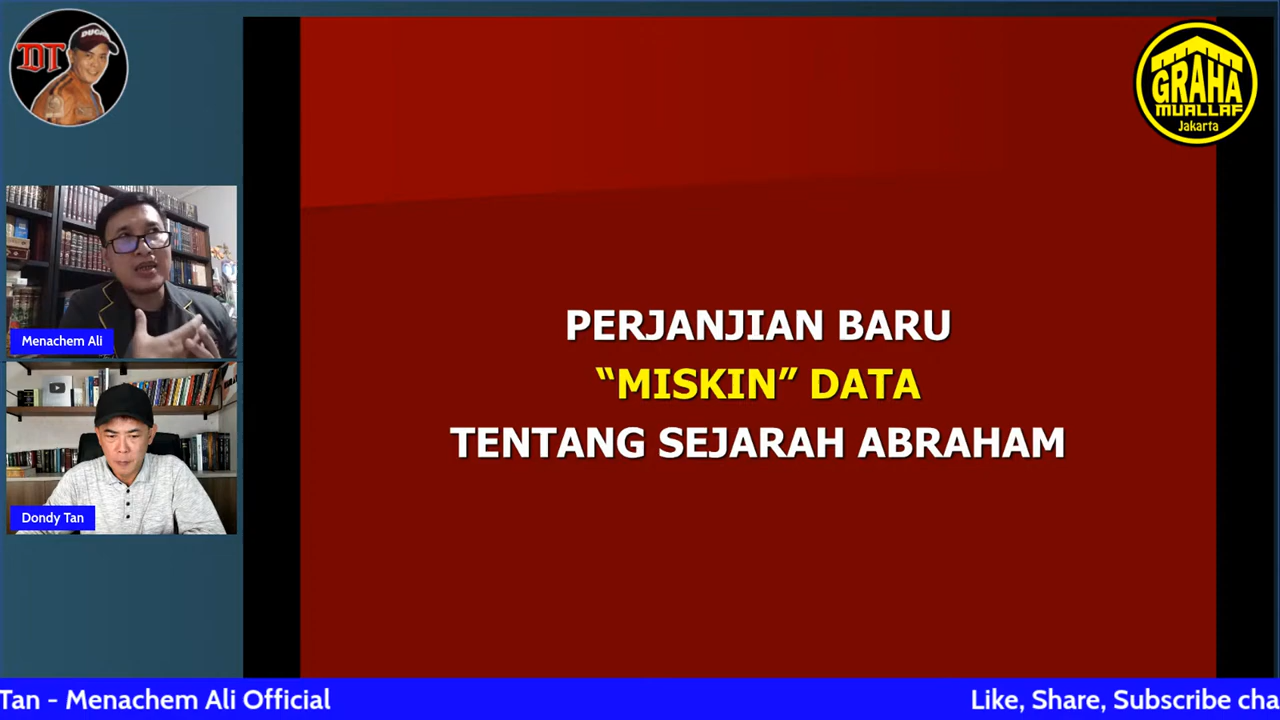 DT
DUCATI
GRAHA
MUALLAF
Jakarta
PERJANJIAN BARU
“MISKIN” DATA
TENTANG SEJARAH ABRAHAM
Menachem Ali
Dondy Tan
Tan - Menachem Ali Official
Like, Share, Subscribe cha